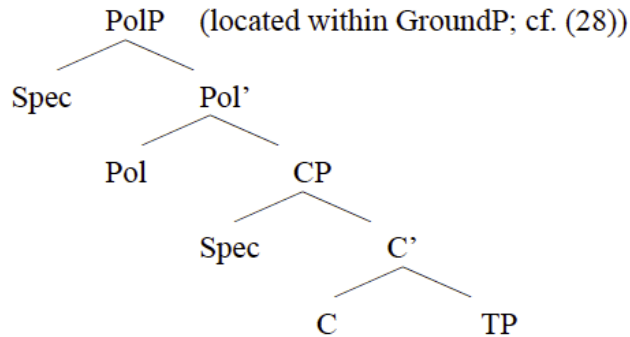 PolP (located within GroundP; cf. (28))
Spec Pol’
Pol CP
Spec C’
C TP